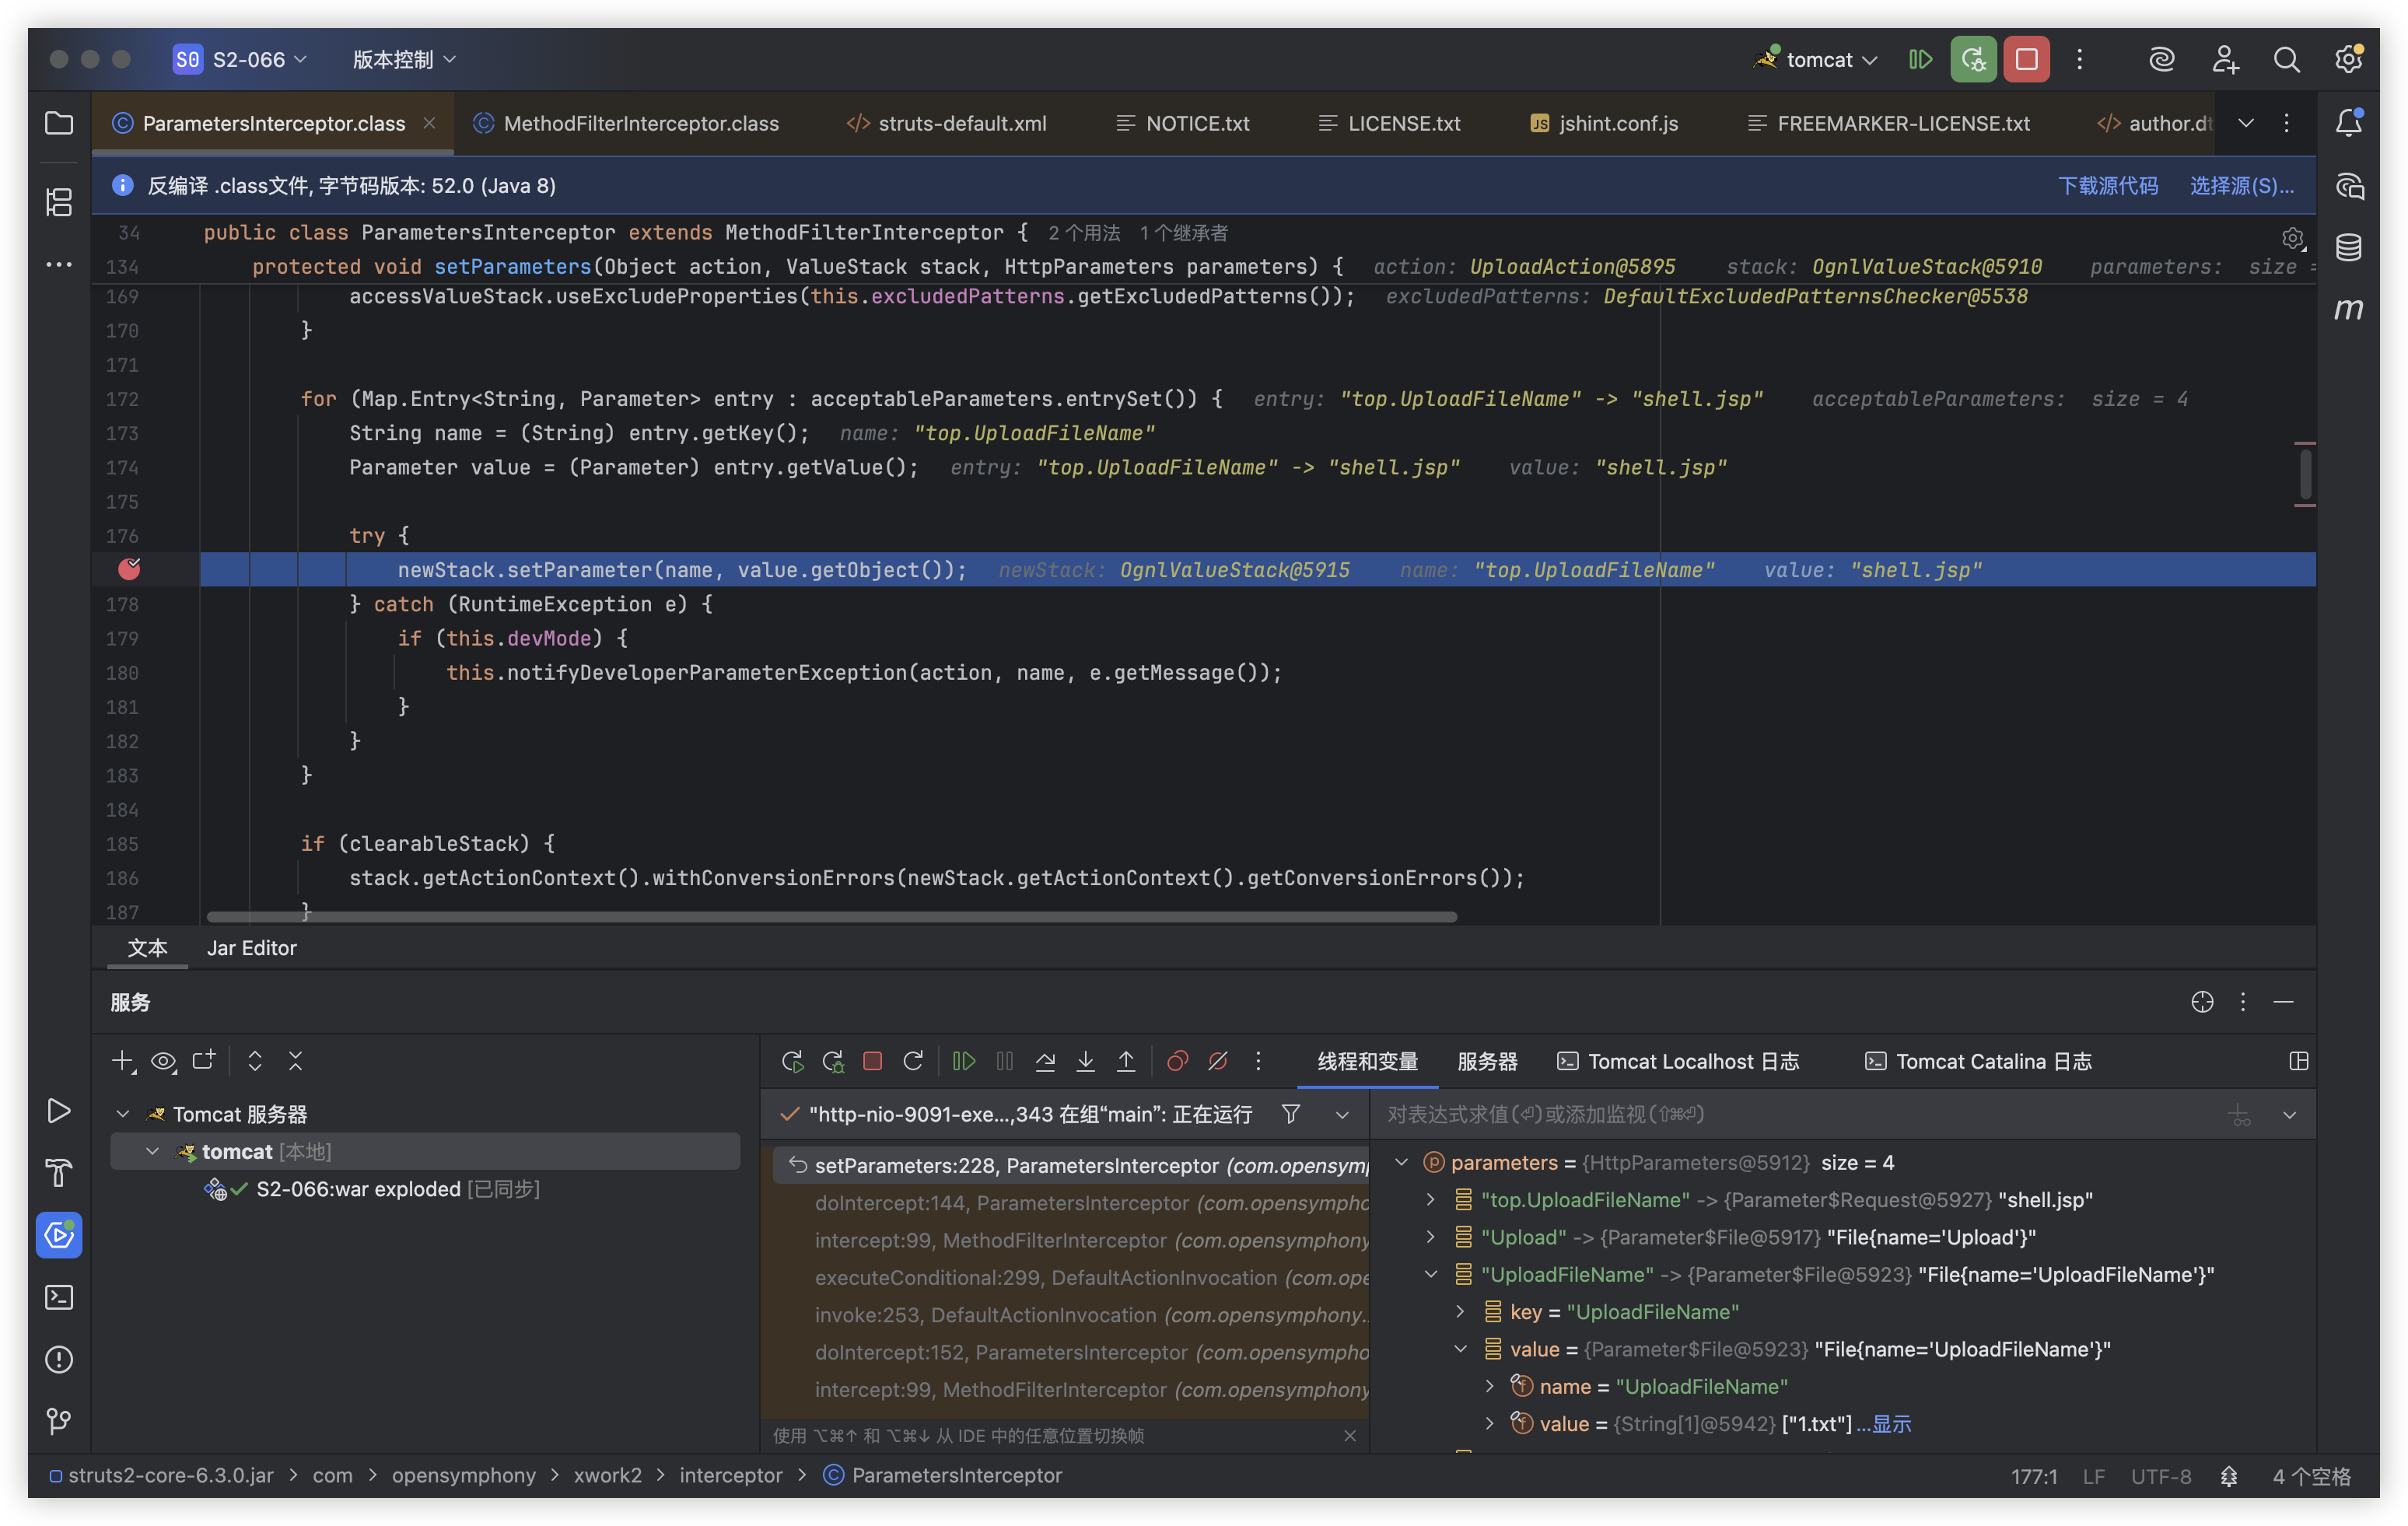 S0 S2-066 版本控制 tomcat
ParametersInterceptor.class MethodFilterInterceptor.class struts-default.xml NOTICE.txt LICENSE.txt jshint.conf.js FREEMARKER-LICENSE.txt author.dt
反编译 .class文件, 字节码版本: 52.0 (Java 8) 下载源代码 选择源(S)...
34 public class ParametersInterceptor extends MethodFilterInterceptor { 2 个用法 1 个继承者
134 protected void setParameters(Object action, ValueStack stack, HttpParameters parameters) { action: UploadAction@5895 stack: OgnlValueStack@5910 parameters: size =
169 accessValueStack.useExcludeProperties(this.excludedPatterns.getExcludedPatterns()); excludedPatterns: DefaultExcludedPatternsChecker@5538
170 }
171
172 for (Map.Entry<String, Parameter> entry : acceptableParameters.entrySet()) { entry: "top.UploadFileName" -> "shell.jsp" acceptableParameters: size = 4
173 String name = (String) entry.getKey(); name: "top.UploadFileName"
174 Parameter value = (Parameter) entry.getValue(); entry: "top.UploadFileName" -> "shell.jsp" value: "shell.jsp"
175
176 try {
newStack.setParameter(name, value.getObject()); newStack: OgnlValueStack@5915 name: "top.UploadFileName" value: "shell.jsp"
178 } catch (RuntimeException e) {
179 if (this.devMode) {
180 this.notifyDeveloperParameterException(action, name, e.getMessage());
181 }
182 }
183 }
184
185 if (clearableStack) {
186 stack.getActionContext().withConversionErrors(newStack.getActionContext().getConversionErrors());
187 }
文本 Jar Editor
服务
线程和变量 服务器 Tomcat Localhost 日志 Tomcat Catalina 日志
Tomcat 服务器
tomcat [本地]
S2-066:war exploded [已同步]
"http-nio-9091-exe...,343 在组“main”: 正在运行
setParameters:228, ParametersInterceptor (com.opensymp
doIntercept:144, ParametersInterceptor (com.opensympho
intercept:99, MethodFilterInterceptor (com.opensymphony
executeConditional:299, DefaultActionInvocation (com.ope
invoke:253, DefaultActionInvocation (com.opensymphony.
doIntercept:152, ParametersInterceptor (com.opensympho
intercept:99, MethodFilterInterceptor (com.opensymphony
使用 ⌥⌘↑ 和 ⌥⌘↓ 从 IDE 中的任意位置切换帧
对表达式求值(⏎)或添加监视(⇧⌘⏎)
parameters = {HttpParameters@5912} size = 4
"top.UploadFileName" -> {Parameter$Request@5927} "shell.jsp"
"Upload" -> {Parameter$File@5917} "File{name='Upload'}"
"UploadFileName" -> {Parameter$File@5923} "File{name='UploadFileName'}"
key = "UploadFileName"
value = {Parameter$File@5923} "File{name='UploadFileName'}"
name = "UploadFileName"
value = {String[1]@5942} ["1.txt"] ...显示
struts2-core-6.3.0.jar > com > opensymphony > xwork2 > interceptor > ParametersInterceptor 177:1 LF UTF-8 4 个空格